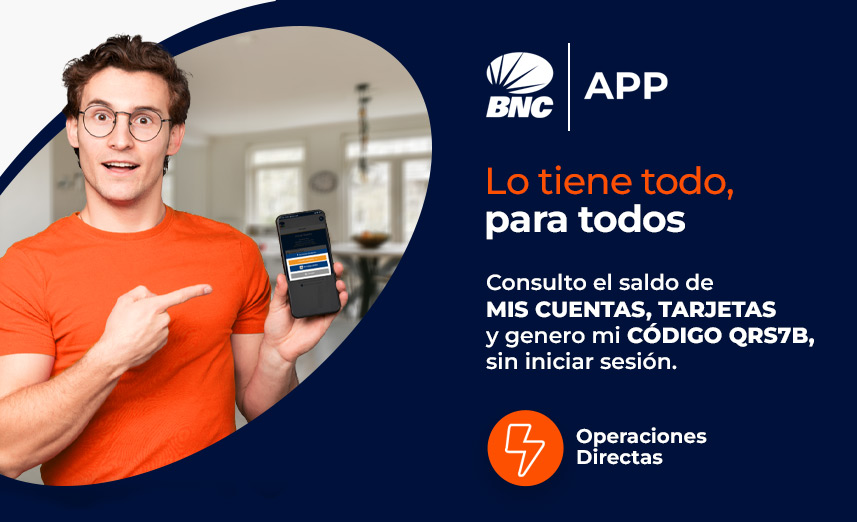 BNC
APP
Lo tiene todo,
para todos
Consulto el saldo de
MIS CUENTAS, TARJETAS
y genero mi CÓDIGO QRS7B,
sin iniciar sesión.
Operaciones
Directas